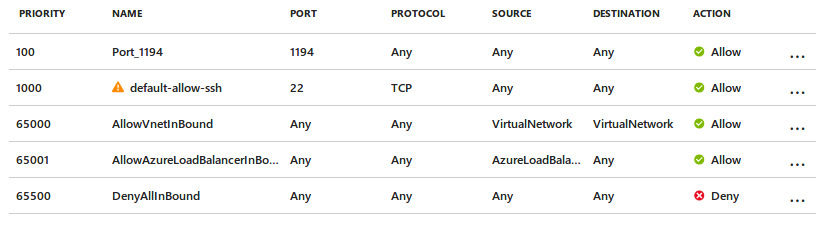 PRIORITY NAME PORT PROTOCOL SOURCE DESTINATION ACTION
100 Port_1194 1194 Any Any Any Allow ...
1000 default-allow-ssh 22 TCP Any Any Allow ...
65000 AllowVnetInBound Any Any VirtualNetwork VirtualNetwork Allow ...
65001 AllowAzureLoadBalancerInBo... Any Any AzureLoadBala... Any Allow ...
65500 DenyAllInBound Any Any Any Any Deny ...